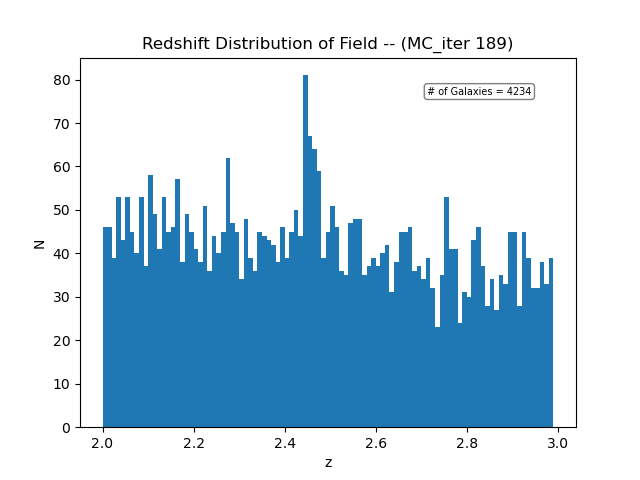 Redshift Distribution of Field -- (MC_iter 189)
# of Galaxies = 4234
80
70
60
50
40
30
20
10
0
N
2.0 2.2 2.4 2.6 2.8 3.0
z